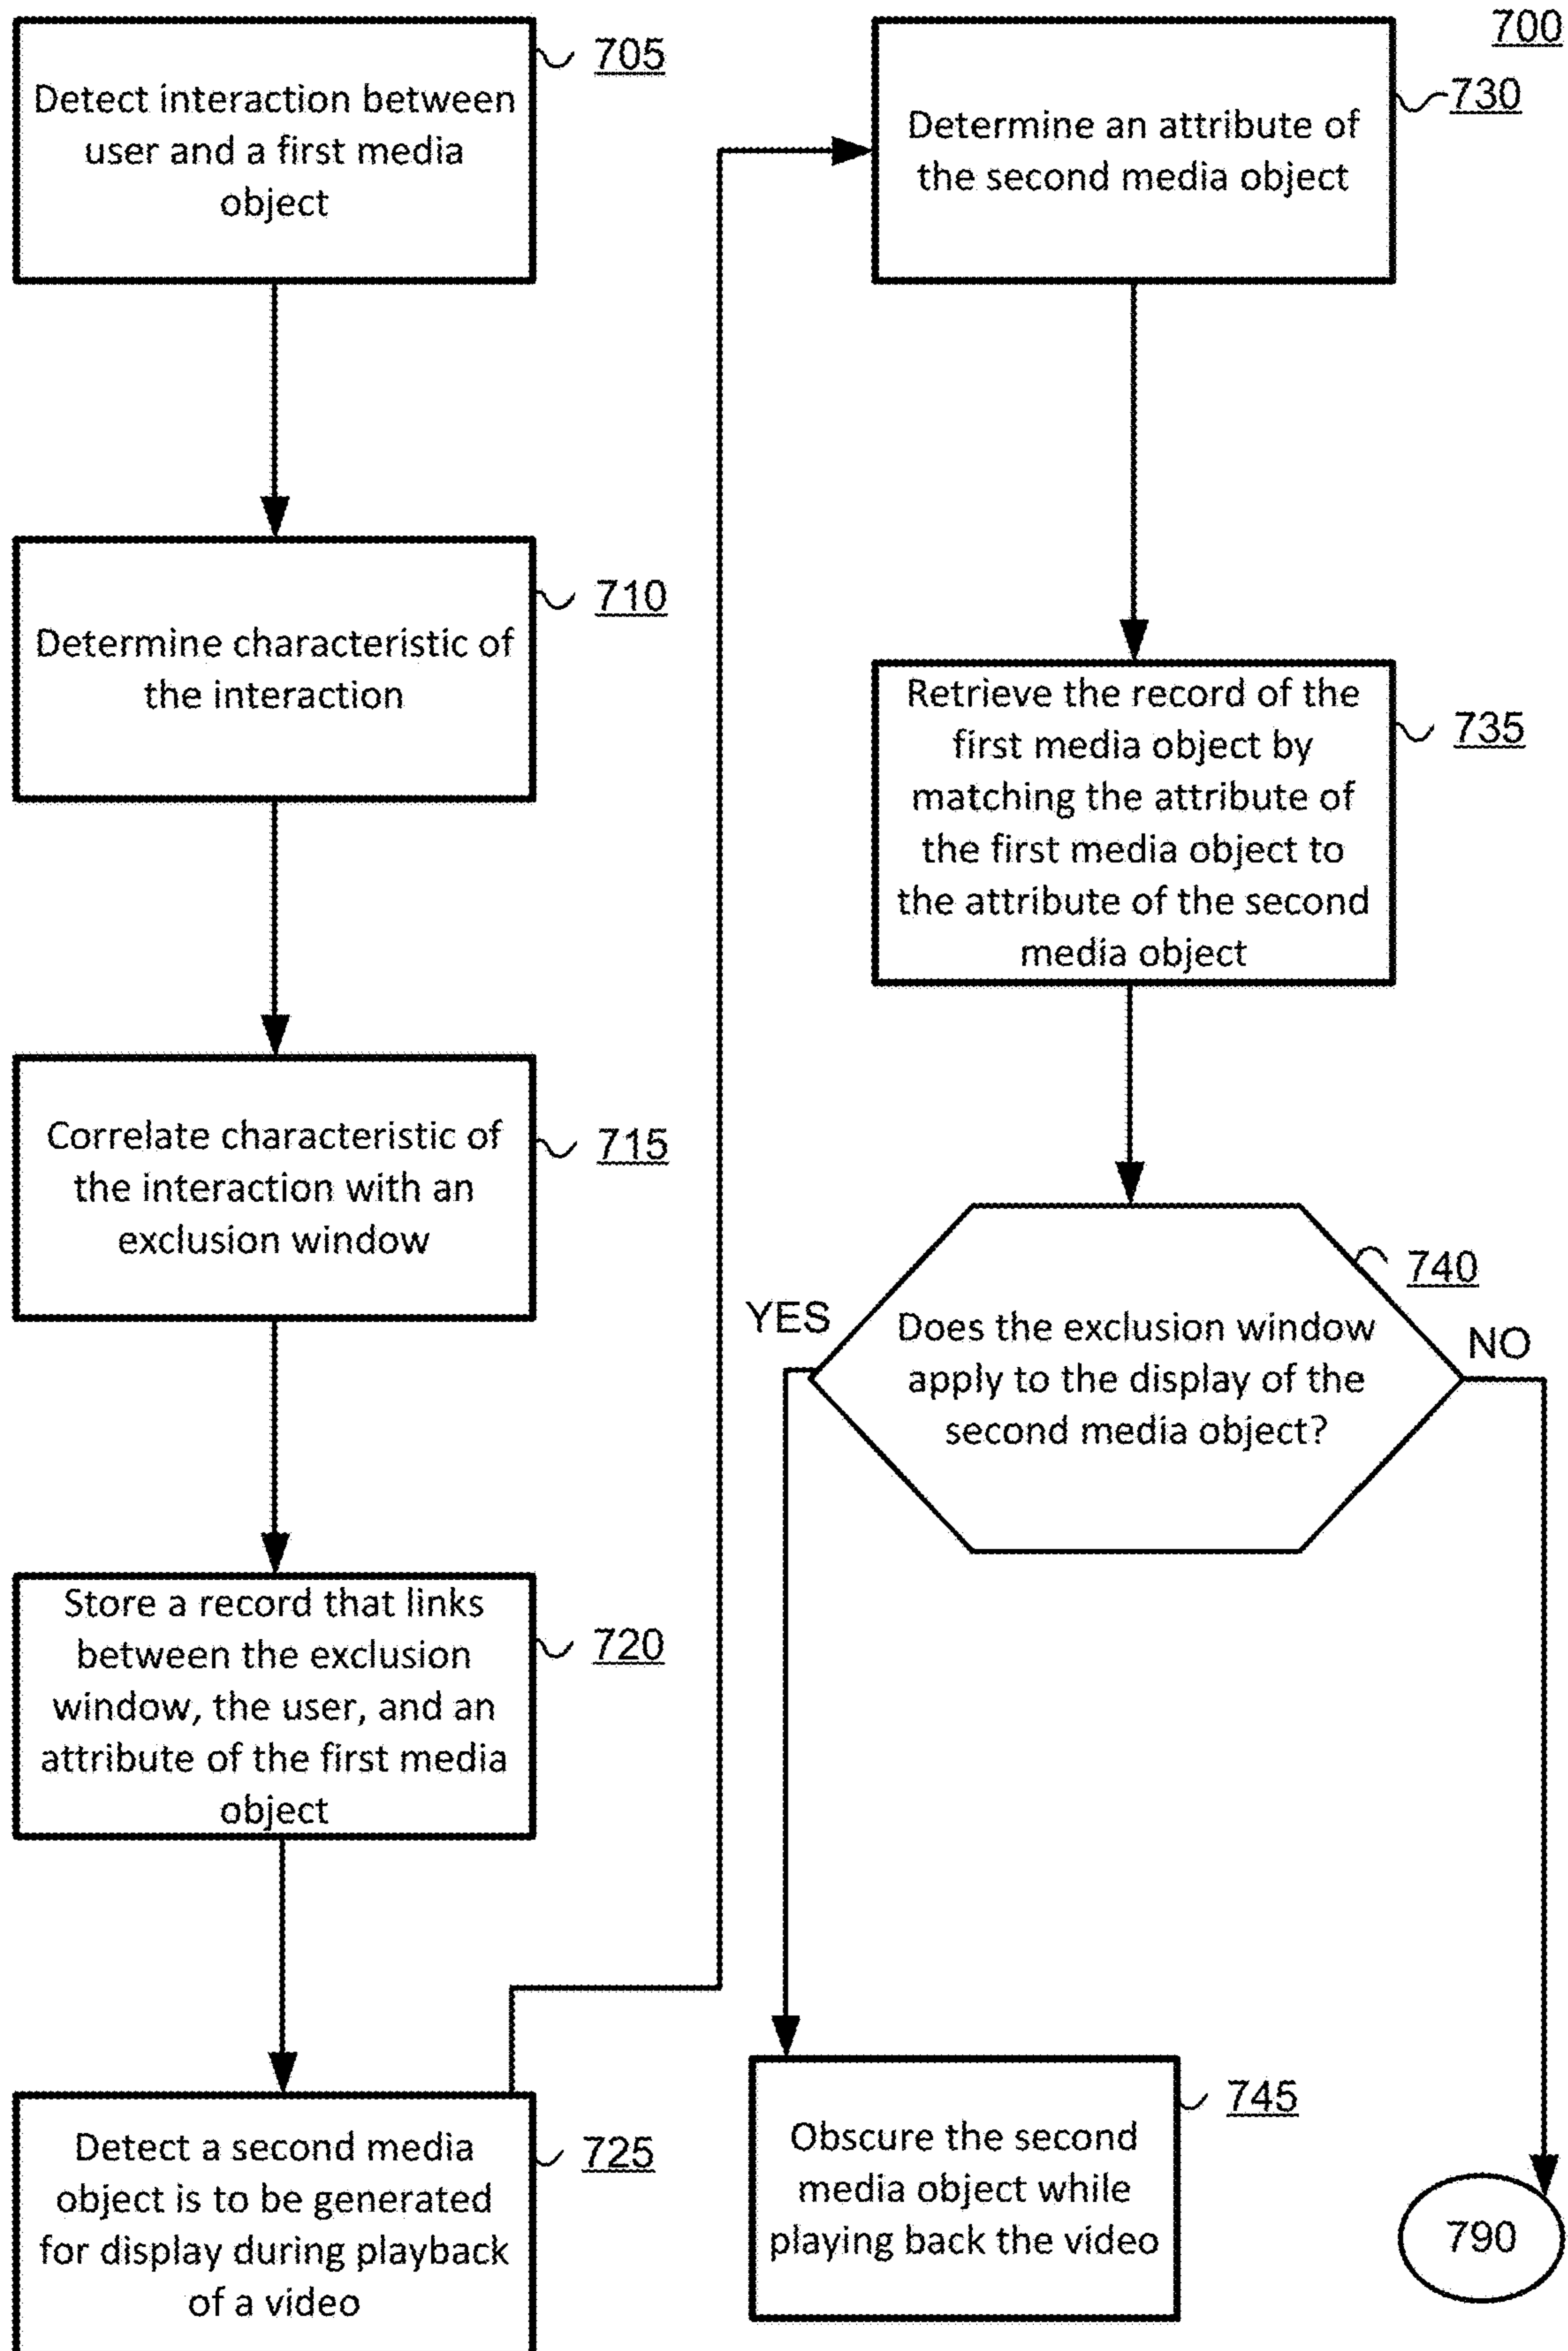 700
705
Detect interaction between
user and a first media
object
710
Determine characteristic of
the interaction
715
Correlate characteristic of
the interaction with an
exclusion window
720
Store a record that links
between the exclusion
window, the user, and an
attribute of the first media
object
725
Detect a second media
object is to be generated
for display during playback
of a video
730
Determine an attribute of
the second media object
735
Retrieve the record of the
first media object by
matching the attribute of
the first media object to
the attribute of the second
media object
740
Does the exclusion window
apply to the display of the
second media object?
YES
NO
745
Obscure the second
media object while
playing back the video
790